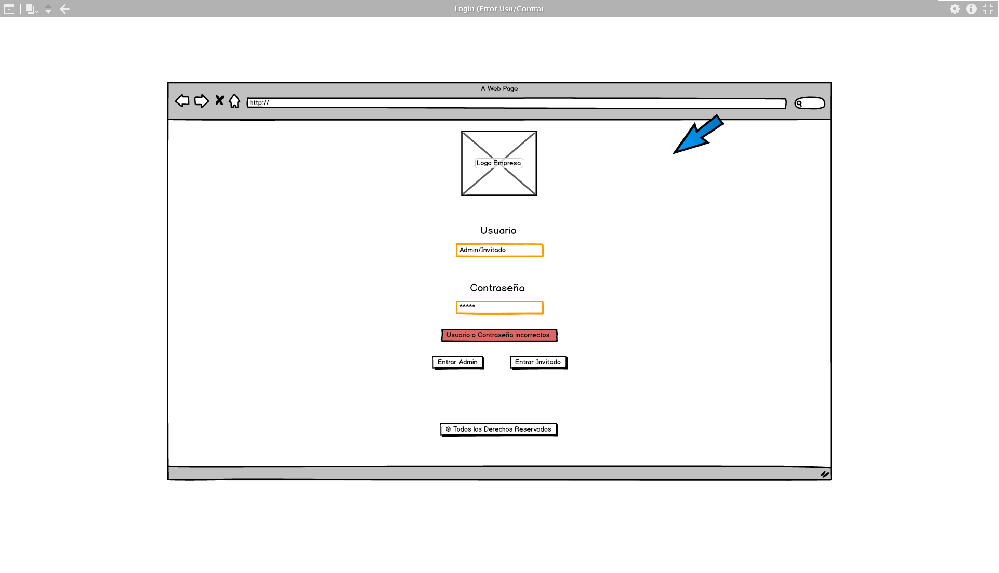 Login (Error Usu/Contra)
A Web Page
http://
Logo Empresa
Usuario
Admin/Invitado
Contraseña
*****
Usuario o Contraseña incorrectos
Entrar Admin
Entrar Invitado
© Todos los Derechos Reservados